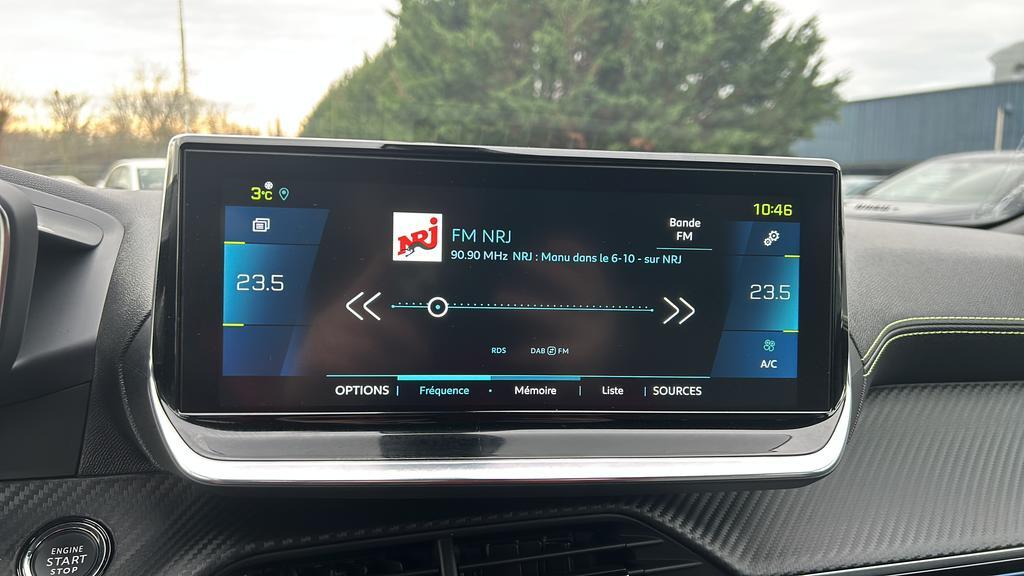 3°C
10:46
Bande
FM
NRJ
FM NRJ
90.90 MHz NRJ : Manu dans le 6-10 - sur NRJ
23.5
23.5
RDS
DAB FM
A/C
OPTIONS
Fréquence
Mémoire
Liste
SOURCES
ENGINE
START
STOP